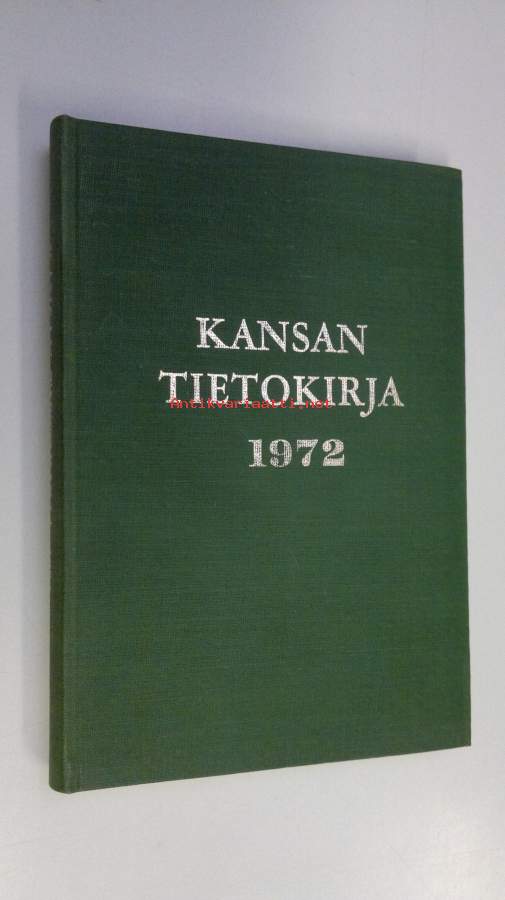 KANSAN
TIETOKIRJA
Antikvariaatti.net
1972